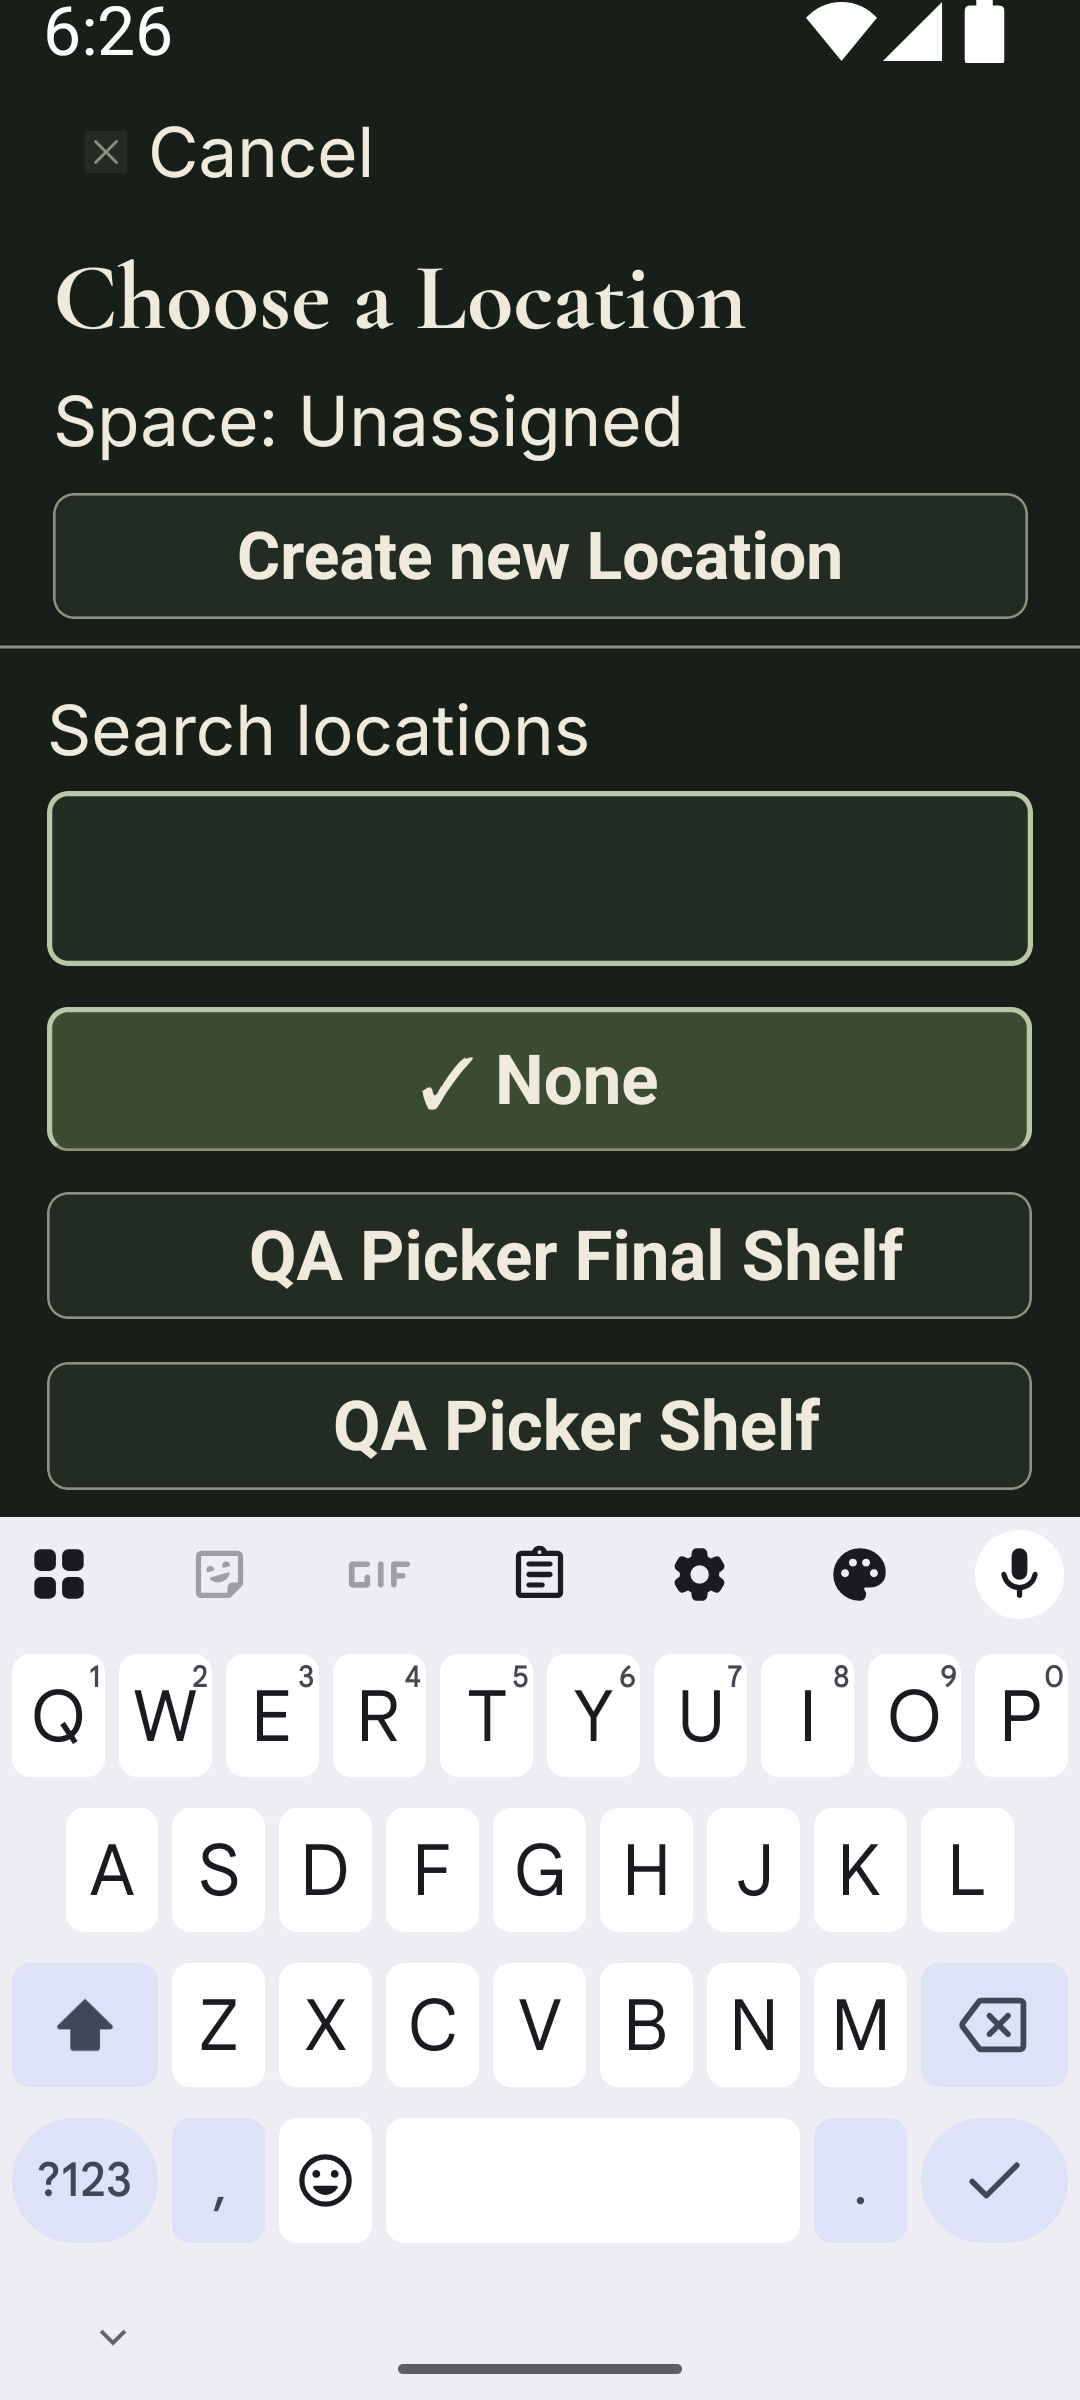 6:26
Cancel
Choose a Location
Space: Unassigned
Create new Location
Search locations
✓ None
QA Picker Final Shelf
QA Picker Shelf
GIF
Q1 W2 E3 R4 T5 Y6 U7 I8 O9 P0
A S D F G H J K L
Z X C V B N M
?123 , .